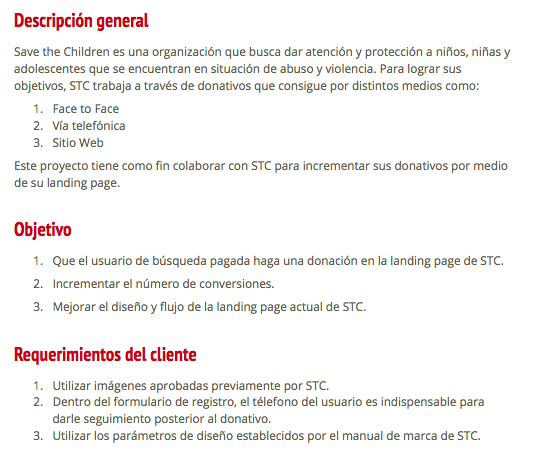 Descripción general
Save the Children es una organización que busca dar atención y protección a niños, niñas y
adolescentes que se encuentran en situación de abuso y violencia. Para lograr sus
objetivos, STC trabaja a través de donativos que consigue por distintos medios como:
1. Face to Face
2. Vía telefónica
3. Sitio Web
Este proyecto tiene como fin colaborar con STC para incrementar sus donativos por medio
de su landing page.
Objetivo
1. Que el usuario de búsqueda pagada haga una donación en la landing page de STC.
2. Incrementar el número de conversiones.
3. Mejorar el diseño y flujo de la landing page actual de STC.
Requerimientos del cliente
1. Utilizar imágenes aprobadas previamente por STC.
2. Dentro del formulario de registro, el télefono del usuario es indispensable para
darle seguimiento posterior al donativo.
3. Utilizar los parámetros de diseño establecidos por el manual de marca de STC.